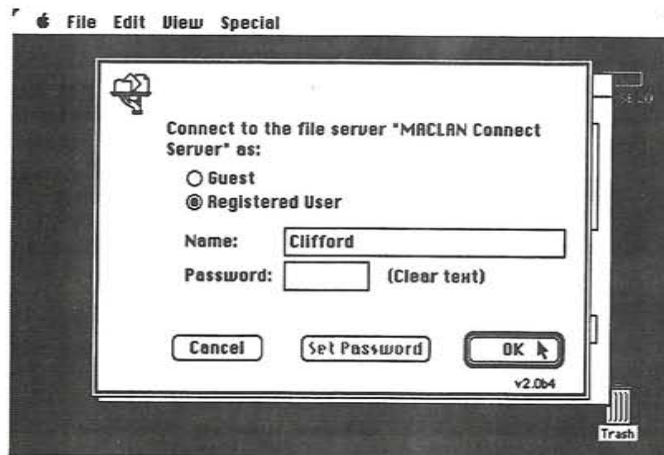 File Edit View Special
Connect to the file server "MACLAN Connect
Server" as:
Guest
Registered User
Name: Clifford
Password: (Clear text)
Cancel Set Password OK
v2.0b4
Trash